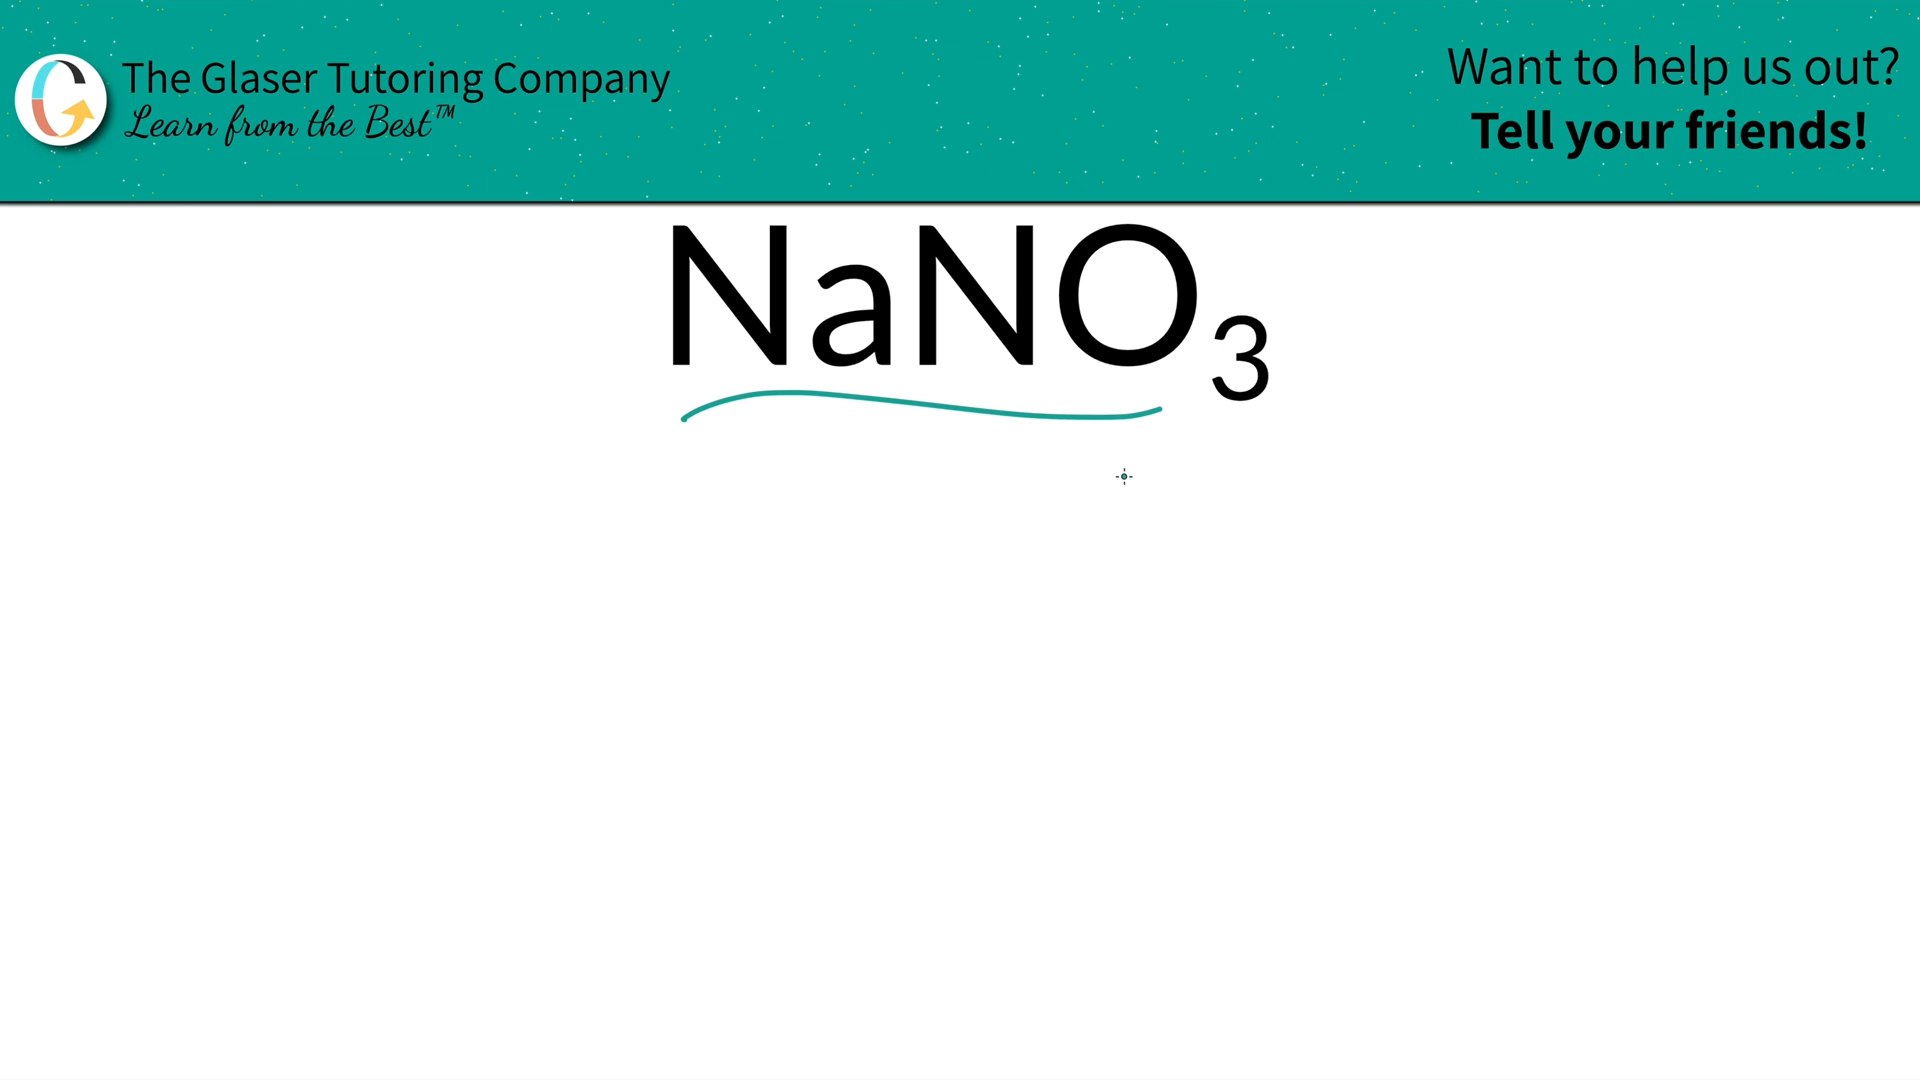 The Glaser Tutoring Company
Learn from the Best™
Want to help us out?
Tell your friends!
NaNO₃